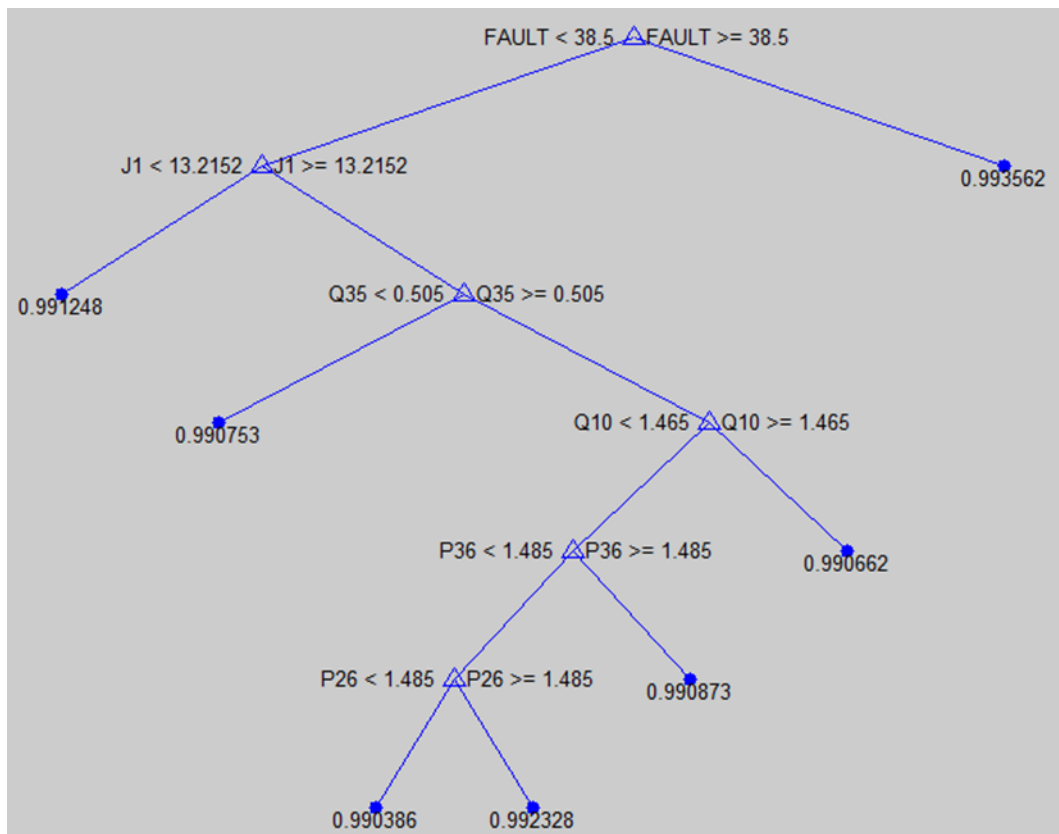 FAULT < 38.5 FAULT >= 38.5
J1 < 13.2152 J1 >= 13.2152
0.993562
Q35 < 0.505 Q35 >= 0.505
0.991248
Q10 < 1.465 Q10 >= 1.465
0.990753
P36 < 1.485 P36 >= 1.485
0.990662
P26 < 1.485 P26 >= 1.485
0.990873
0.990386
0.992328